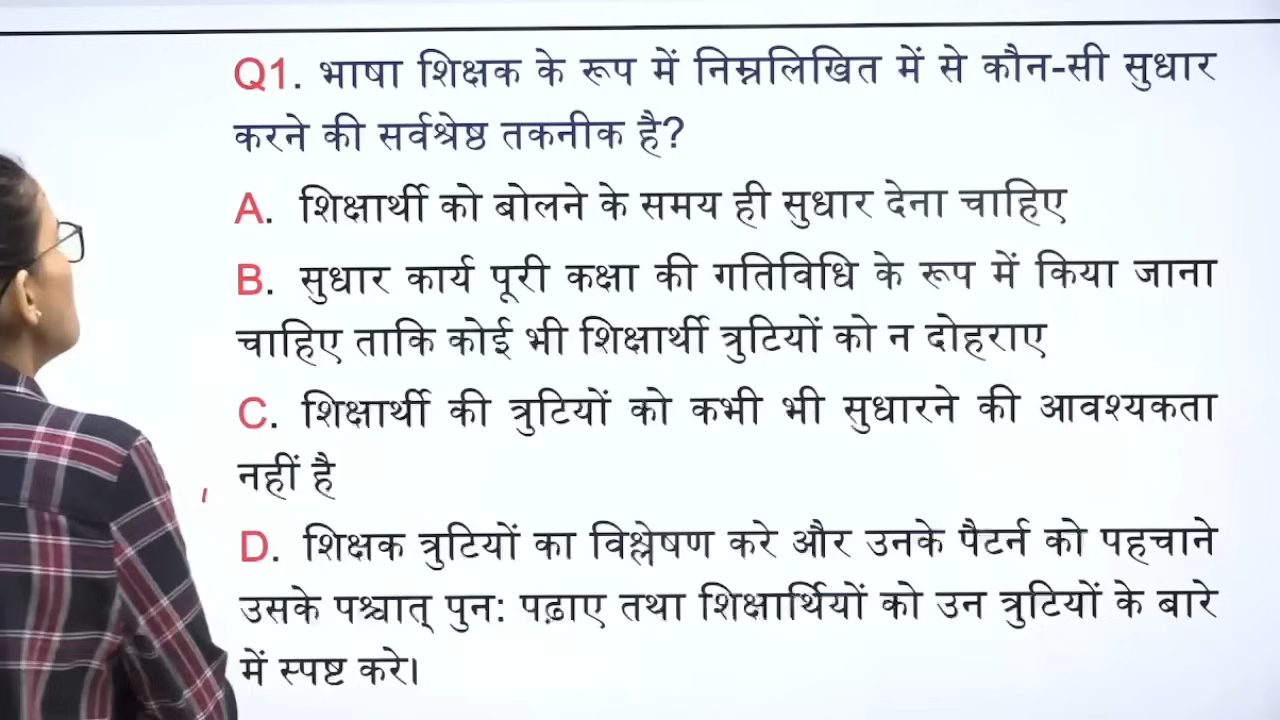 Q1. भाषा शिक्षक के रूप में निम्नलिखित में से कौन-सी सुधार
करने की सर्वश्रेष्ठ तकनीक है?
A. शिक्षार्थी को बोलने के समय ही सुधार देना चाहिए
B. सुधार कार्य पूरी कक्षा की गतिविधि के रूप में किया जाना
चाहिए ताकि कोई भी शिक्षार्थी त्रुटियों को न दोहराए
C. शिक्षार्थी की त्रुटियों को कभी भी सुधारने की आवश्यकता
नहीं है
D. शिक्षक त्रुटियों का विश्लेषण करे और उनके पैटर्न को पहचाने
उसके पश्चात् पुन: पढ़ाए तथा शिक्षार्थियों को उन त्रुटियों के बारे
में स्पष्ट करे।